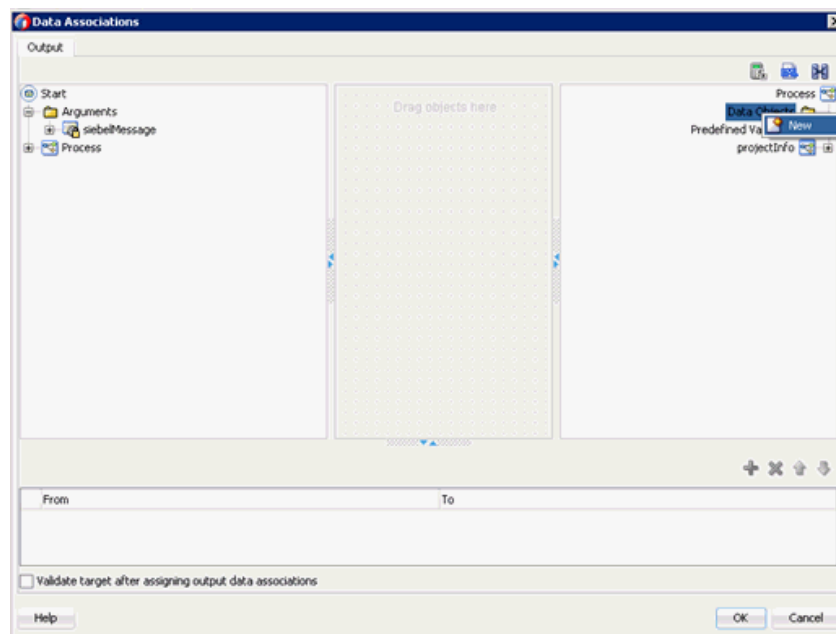 Data Associations
Output
Start
Arguments
siebelMessage
Process
Drag objects here
Process
Data Objects
New
Predefined Va
projectInfo
From
To
Validate target after assigning output data associations
Help
OK
Cancel